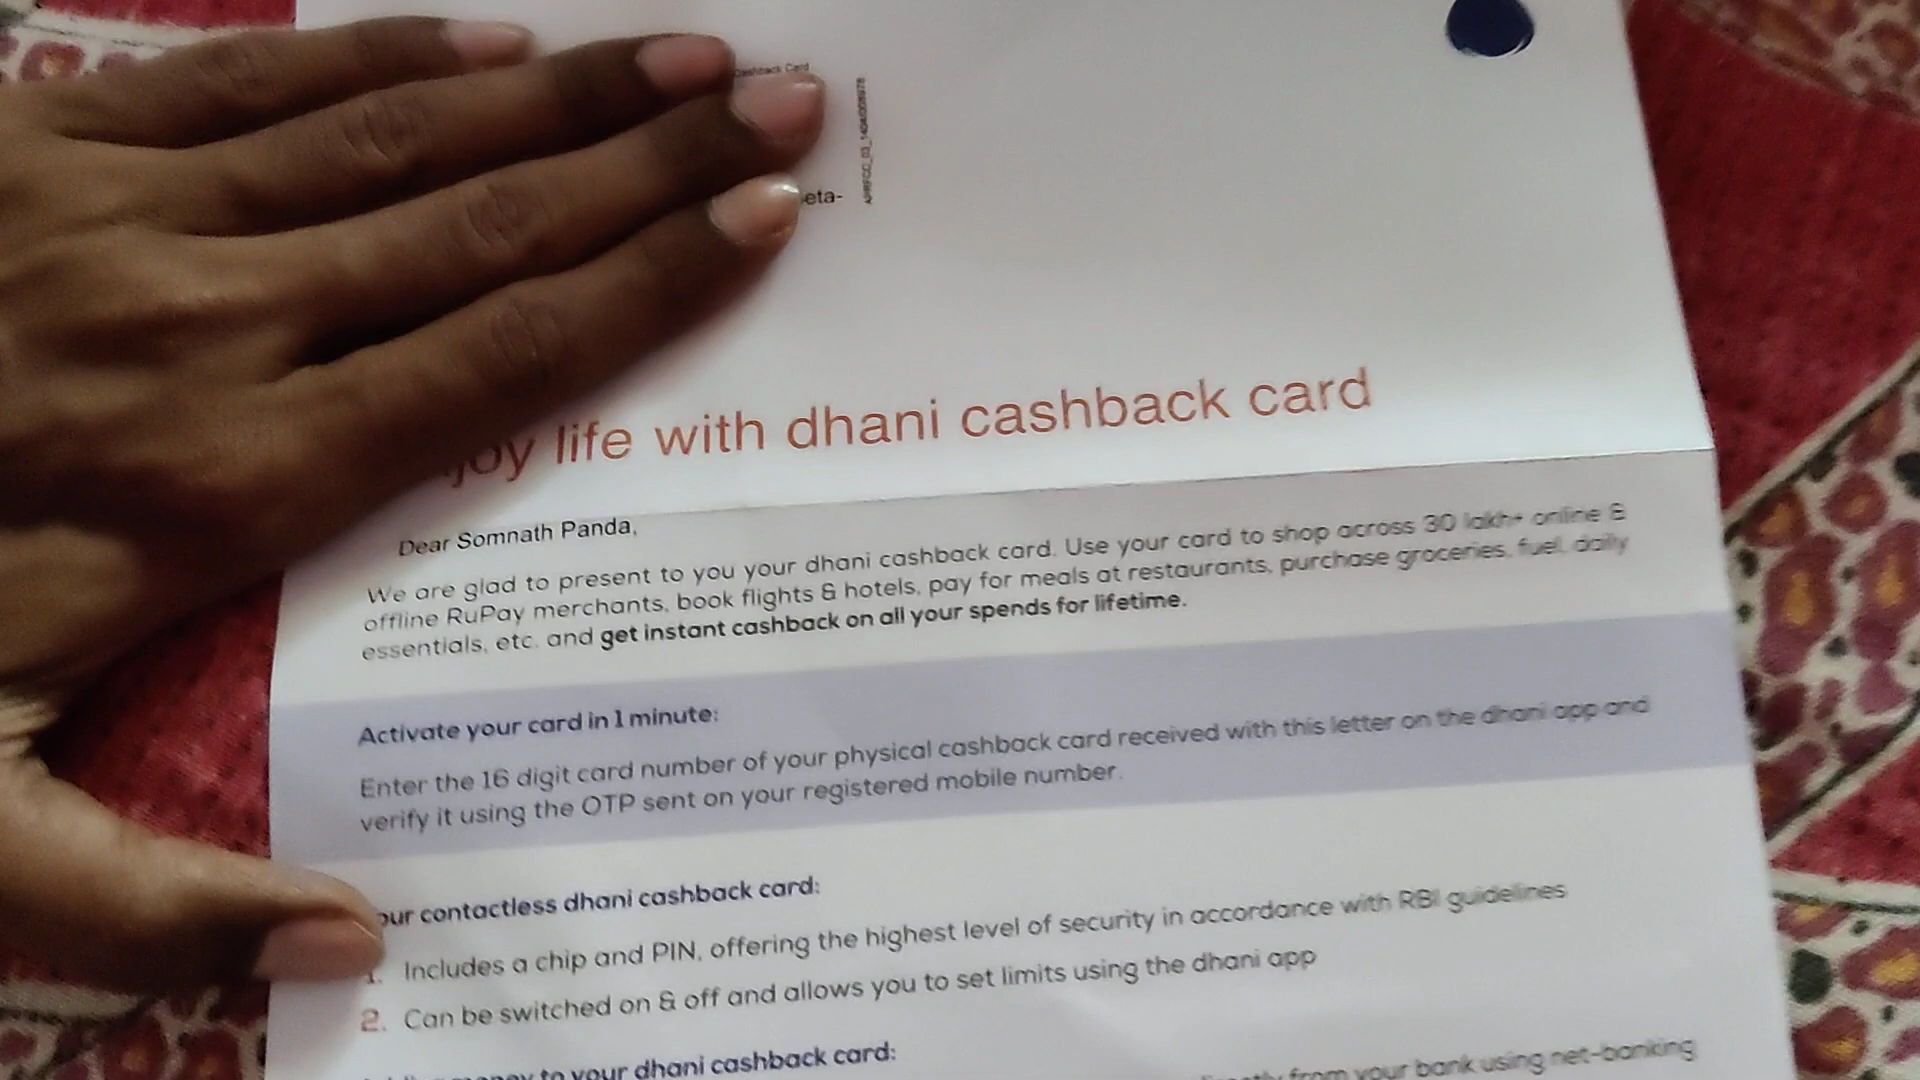 Cashback Card
eta-
joy life with dhani cashback card
Dear Somnath Panda,
We are glad to present to you your dhani cashback card. Use your card to shop across 30 lakh+ online &
offline RuPay merchants, book flights & hotels, pay for meals at restaurants, purchase groceries, fuel, daily
essentials, etc. and get instant cashback on all your spends for lifetime.
Activate your card in 1 minute:
Enter the 16 digit card number of your physical cashback card received with this letter on the dhani app and
verify it using the OTP sent on your registered mobile number.
our contactless dhani cashback card:
1. Includes a chip and PIN, offering the highest level of security in accordance with RBI guidelines
2. Can be switched on & off and allows you to set limits using the dhani app
money to your dhani cashback card:
from your bank using net-banking